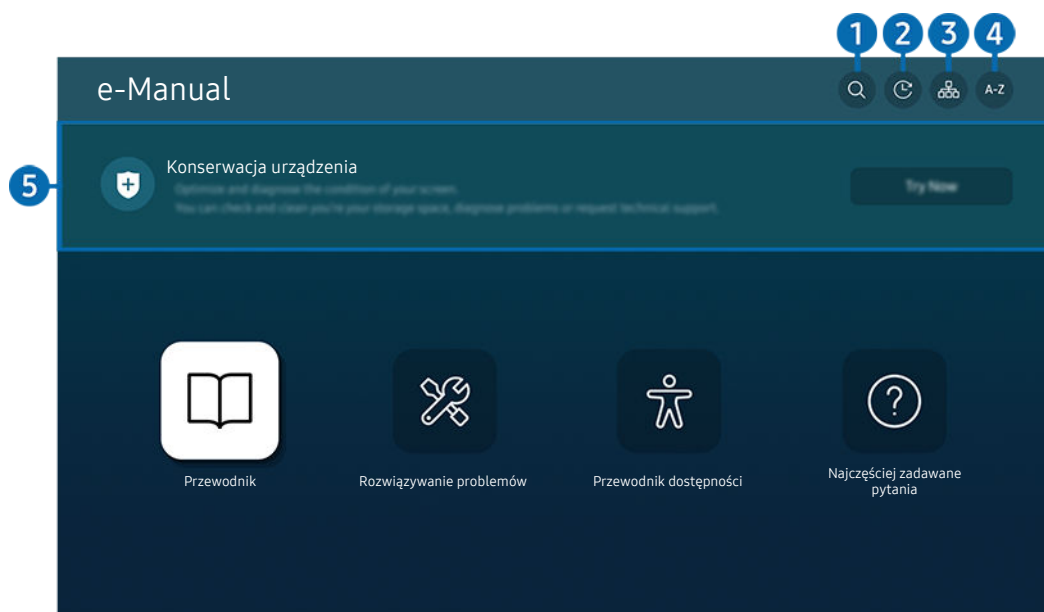 1 2 3 4
e-Manual
A-Z
5
Konserwacja urządzenia
Optimise and diagnose the condition of your screen.
You can check and clean you're your storage space, diagnose problems or request technical support.
Try Now
Przewodnik
Rozwiązywanie problemów
Przewodnik dostępności
Najczęściej zadawane
pytania